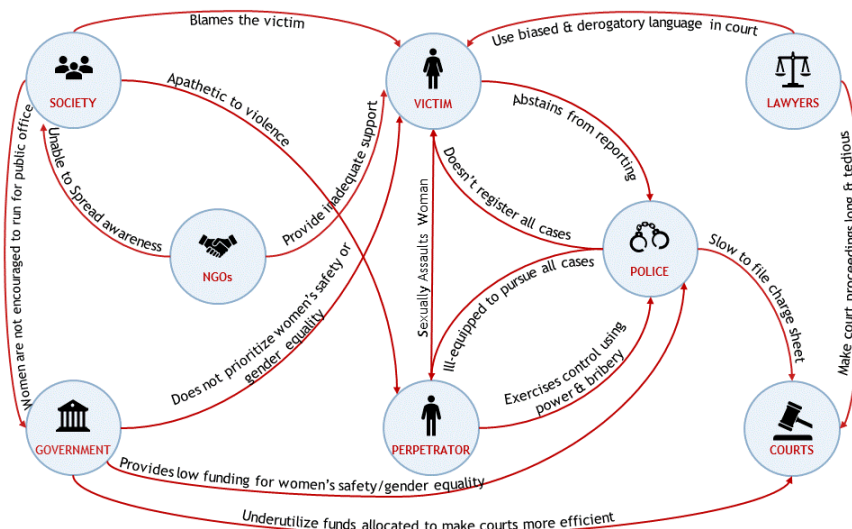 Blames the victim
Use biased & derogatory language in court
SOCIETY
VICTIM
LAWYERS
Apathetic to violence
Abstains from reporting
Women are not encouraged to run for public office
Unable to Spread awareness
Provide inadequate support
Doesn't register all cases
Sexually Assaults Woman
Make court proceedings long & tedious
NGOs
POLICE
Slow to file charge sheet
Ill-equipped to pursue all cases
Does not prioritize women's safety or
gender equality
Exercises control using
power & bribery
GOVERNMENT
PERPETRATOR
COURTS
Provides low funding for women's safety/gender equality
Underutilize funds allocated to make courts more efficient